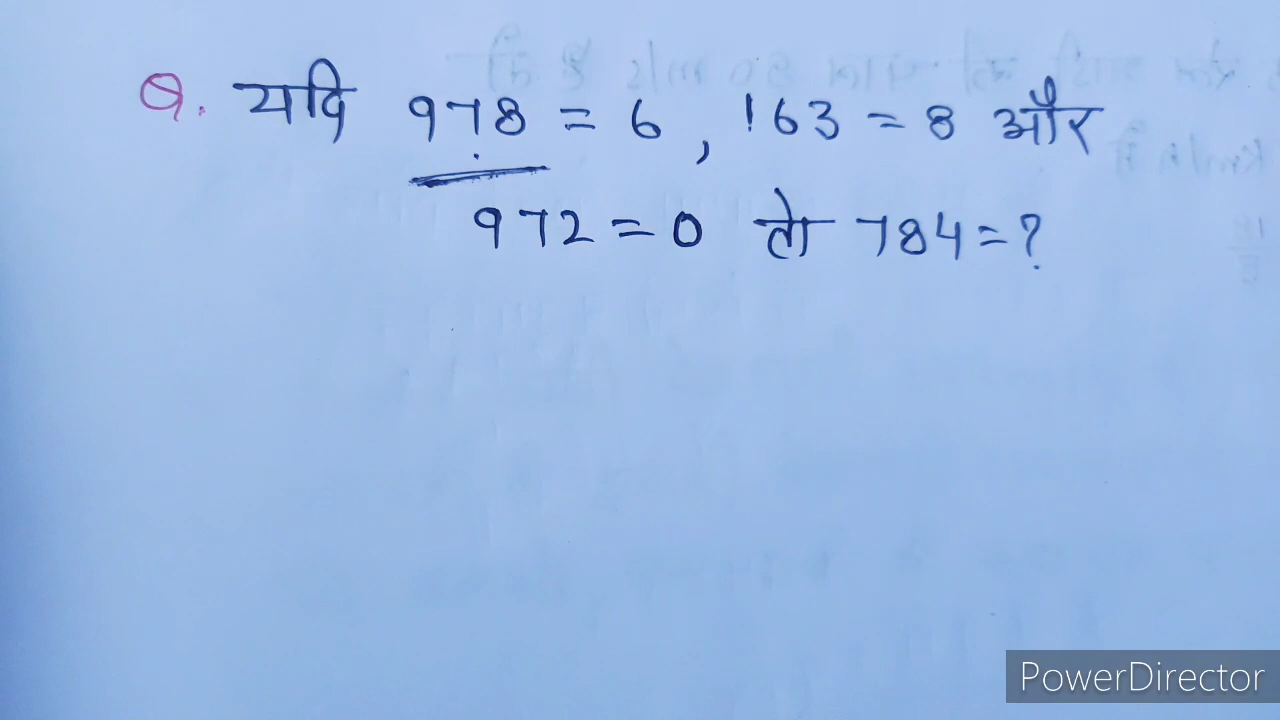 Q. यदि 978 = 6, 163 = 8 और
972 = 0 तो 784 = ?
PowerDirector